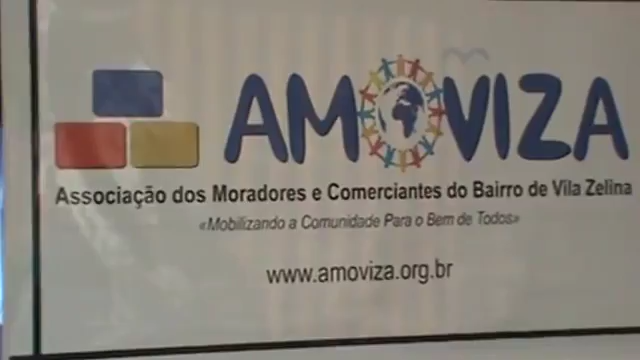 AMOVIZA
Associação dos Moradores e Comerciantes do Bairro de Vila Zelina
«Mobilizando a Comunidade Para o Bem de Todos»
www.amoviza.org.br